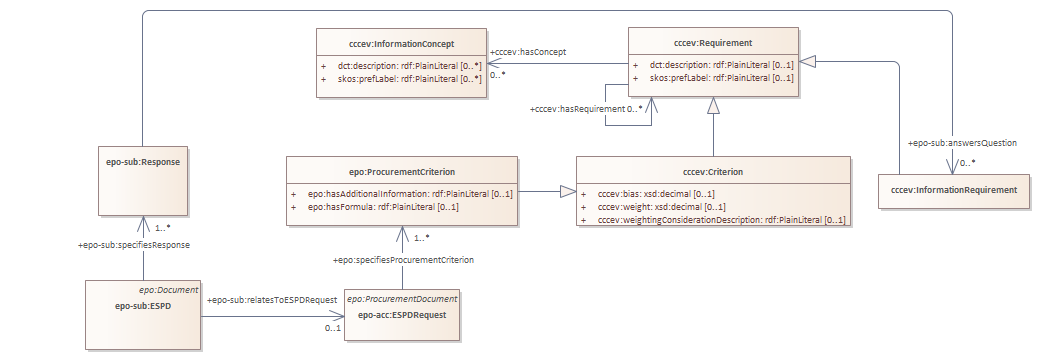 cccev:InformationConcept
+ dct:description: rdf:PlainLiteral [0..*]
+ skos:prefLabel: rdf:PlainLiteral [0..*]
+cccev:hasConcept
0..*
cccev:Requirement
+ dct:description: rdf:PlainLiteral [0..1]
+ skos:prefLabel: rdf:PlainLiteral [0..1]
+cccev:hasRequirement 0..*
+epo-sub:answersQuestion
0..*
epo-sub:Response
epo:ProcurementCriterion
+ epo:hasAdditionalInformation: rdf:PlainLiteral [0..1]
+ epo:hasFormula: rdf:PlainLiteral [0..1]
cccev:Criterion
+ cccev:bias: xsd:decimal [0..1]
+ cccev:weight: xsd:decimal [0..1]
+ cccev:weightingConsiderationDescription: rdf:PlainLiteral [0..1]
cccev:InformationRequirement
1..*
+epo-sub:specifiesResponse
1..*
+epo:specifiesProcurementCriterion
epo:Document
epo-sub:ESPD
+epo-sub:relatesToESPDRequest
0..1
epo:ProcurementDocument
epo-acc:ESPDRequest